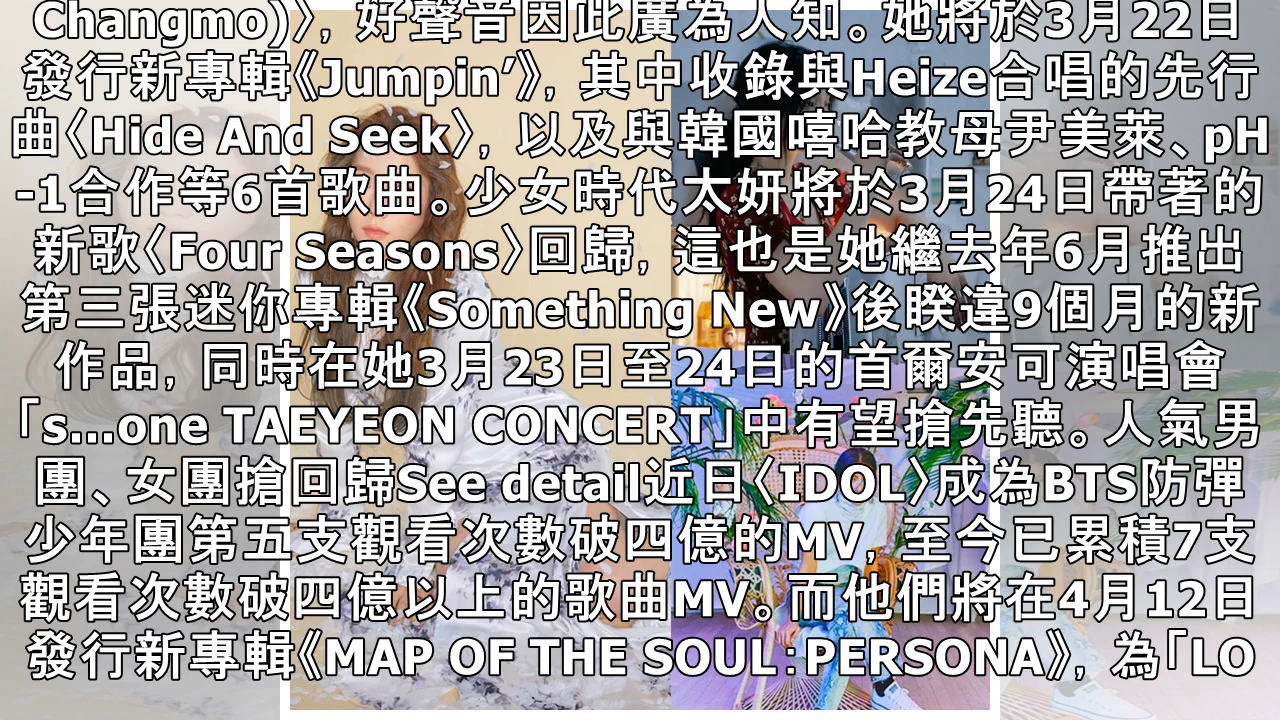 Changmo)〉，好聲音因此廣為人知。她將於3月22日
發行新專輯《Jumpin’》，其中收錄與Heize合唱的先行
曲〈Hide And Seek〉，以及與韓國嘻哈教母尹美萊、pH
-1合作等6首歌曲。少女時代太妍將於3月24日帶著的
新歌〈Four Seasons〉回歸，這也是她繼去年6月推出
第三張迷你專輯《Something New》後睽違9個月的新
作品，同時在她3月23日至24日的首爾安可演唱會
「s...one TAEYEON CONCERT」中有望搶先聽。人氣男
團、女團搶回歸See detail近日〈IDOL〉成為BTS防彈
少年團第五支觀看次數破四億的MV，至今已累積7支
觀看次數破四億以上的歌曲MV。而他們將在4月12日
發行新專輯《MAP OF THE SOUL：PERSONA》，為「LO